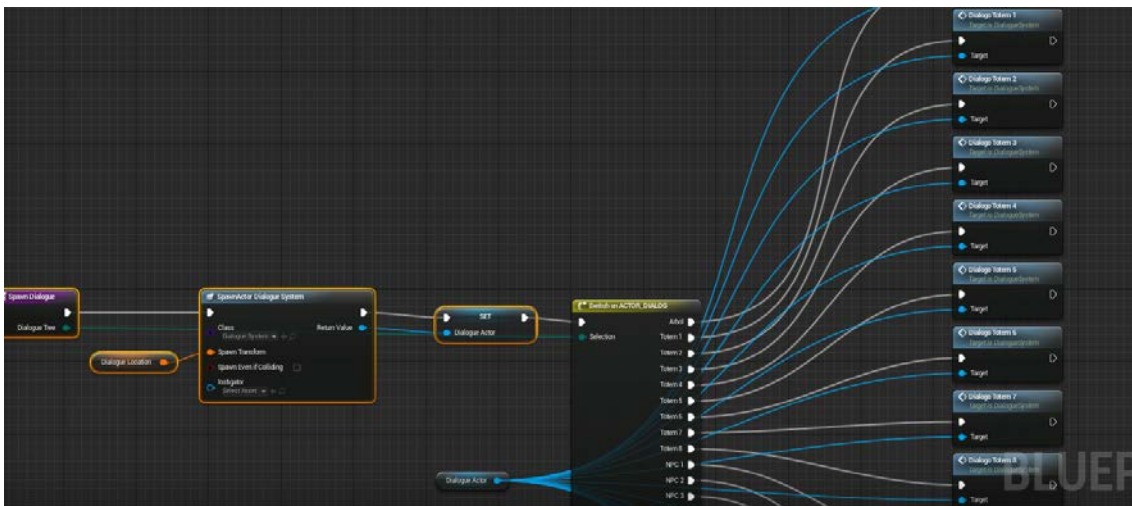 Spawn Dialogue
Dialogue Tree
Dialogue Location
SpawnActor Dialogue System
Class
Dialogue System
Return Value
Spawn Transform
Spawn Even if Colliding
Instigator
Select Asset
SET
Dialogue Actor
Switch on ACTOR_DIALOG
Selection
Arbol
Totem 1
Totem 2
Totem 3
Totem 4
Totem 5
Totem 6
Totem 7
Totem 8
NPC 1
NPC 2
NPC 3
Dialogue Actor
Dialogo Totem 1
Target is DialogueSystem
Target
Dialogo Totem 2
Target is DialogueSystem
Target
Dialogo Totem 3
Target is DialogueSystem
Target
Dialogo Totem 4
Target is DialogueSystem
Target
Dialogo Totem 5
Target is DialogueSystem
Target
Dialogo Totem 6
Target is DialogueSystem
Target
Dialogo Totem 7
Target is DialogueSystem
Target
Dialogo Totem 8
Target is DialogueSystem
Target
BLUEP